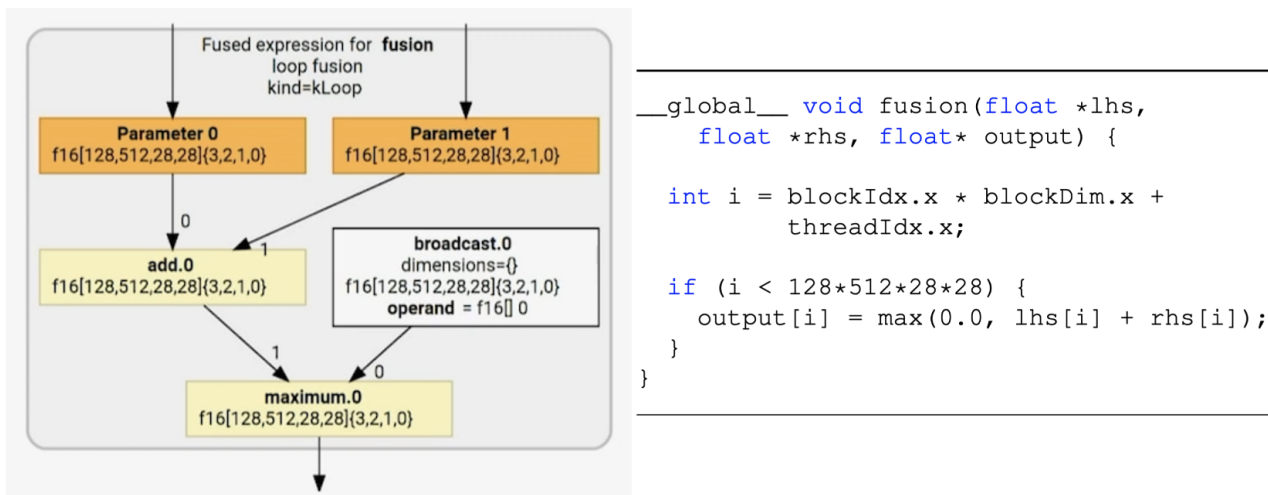 Fused expression for fusion
loop fusion
kind=kLoop
Parameter 0
f16[128,512,28,28]{3,2,1,0}
Parameter 1
f16[128,512,28,28]{3,2,1,0}
0
1
add.0
f16[128,512,28,28]{3,2,1,0}
broadcast.0
dimensions={}
f16[128,512,28,28]{3,2,1,0}
operand = f16[] 0
1
0
maximum.0
f16[128,512,28,28]{3,2,1,0}
__global__ void fusion(float *lhs,
float *rhs, float* output) {
int i = blockIdx.x * blockDim.x +
threadIdx.x;
if (i < 128*512*28*28) {
output[i] = max(0.0, lhs[i] + rhs[i]);
}
}